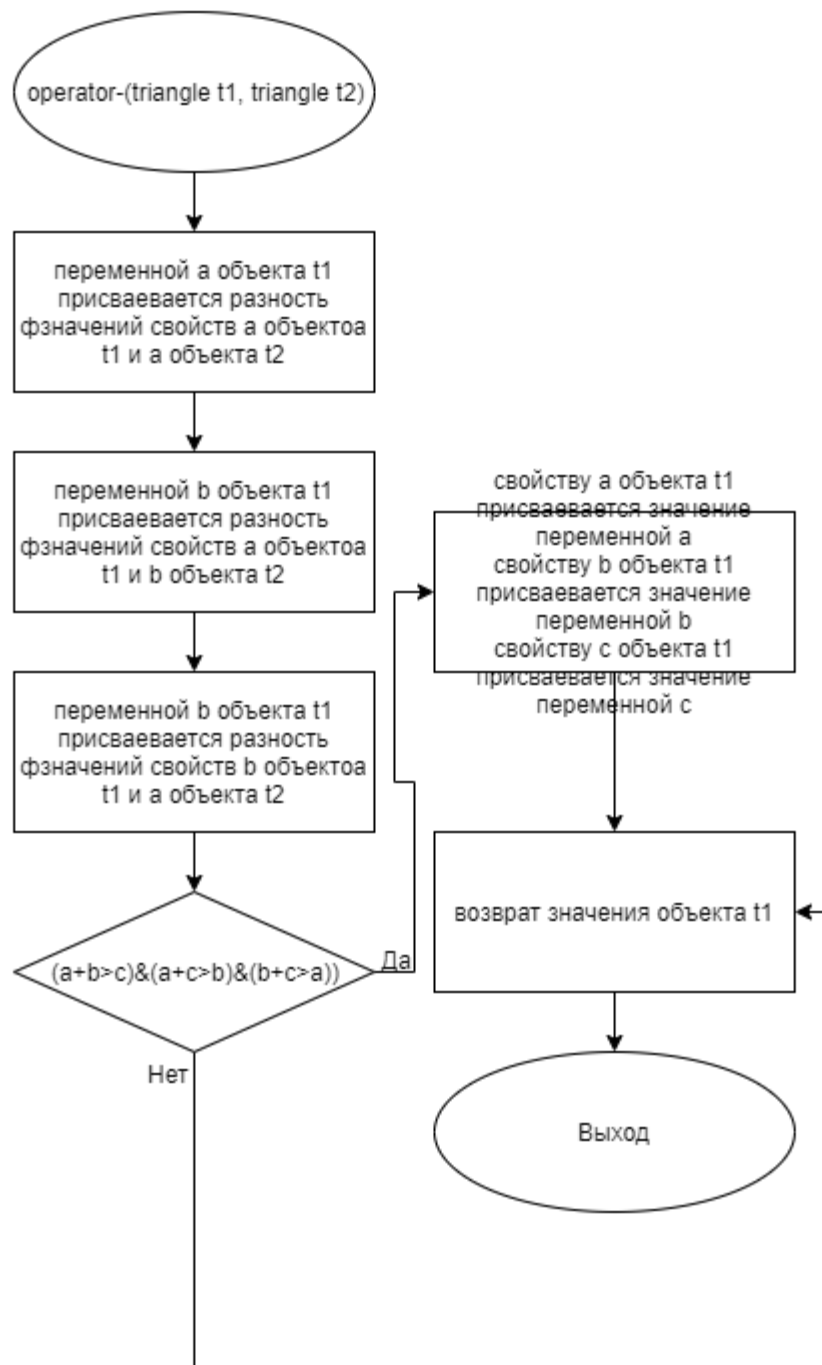 operator-(triangle t1, triangle t2)
переменной a объекта t1
присваевается разность
фзначений свойств a объектоа
t1 и a объекта t2
переменной b объекта t1
присваевается разность
фзначений свойств a объектоа
t1 и b объекта t2
переменной b объекта t1
присваевается разность
фзначений свойств b объектоа
t1 и a объекта t2
(a+b>c)&(a+c>b)&(b+c>a))
Да
Нет
свойству a объекта t1
присваевается значение
переменной a
свойству b объекта t1
присваевается значение
переменной b
свойству c объекта t1
присваевается значение
переменной c
возврат значения объекта t1
Выход